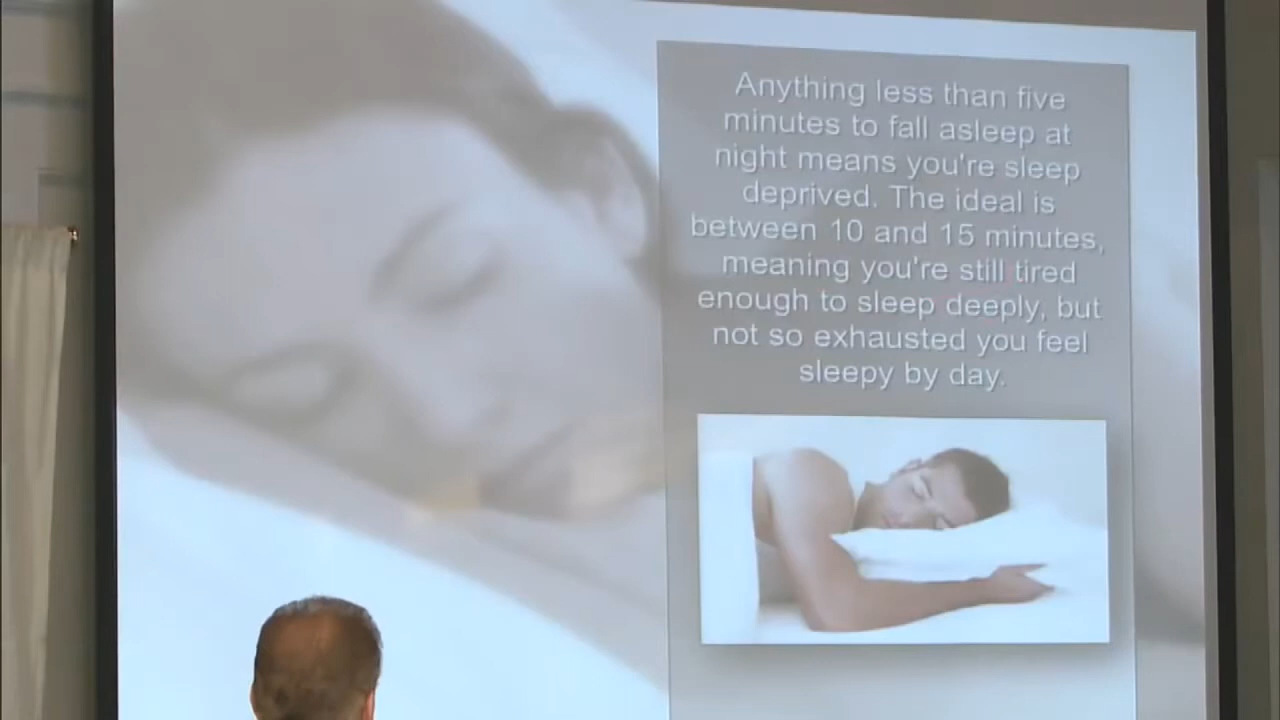 Anything less than five
minutes to fall asleep at
night means you're sleep
deprived. The ideal is
between 10 and 15 minutes,
meaning you're still tired
enough to sleep deeply, but
not so exhausted you feel
sleepy by day.